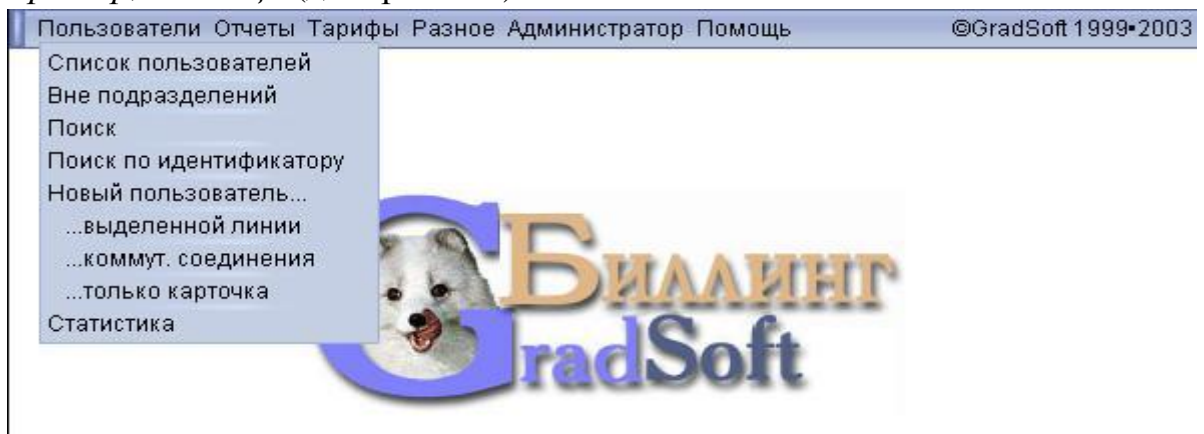 Пользователи Отчеты Тарифы Разное Администратор Помощь ©GradSoft 1999•2003
Список пользователей
Вне подразделений
Поиск
Поиск по идентификатору
Новый пользователь...
...выделенной линии
...коммут. соединения
...только карточка
Статистика
Биллинг
GradSoft